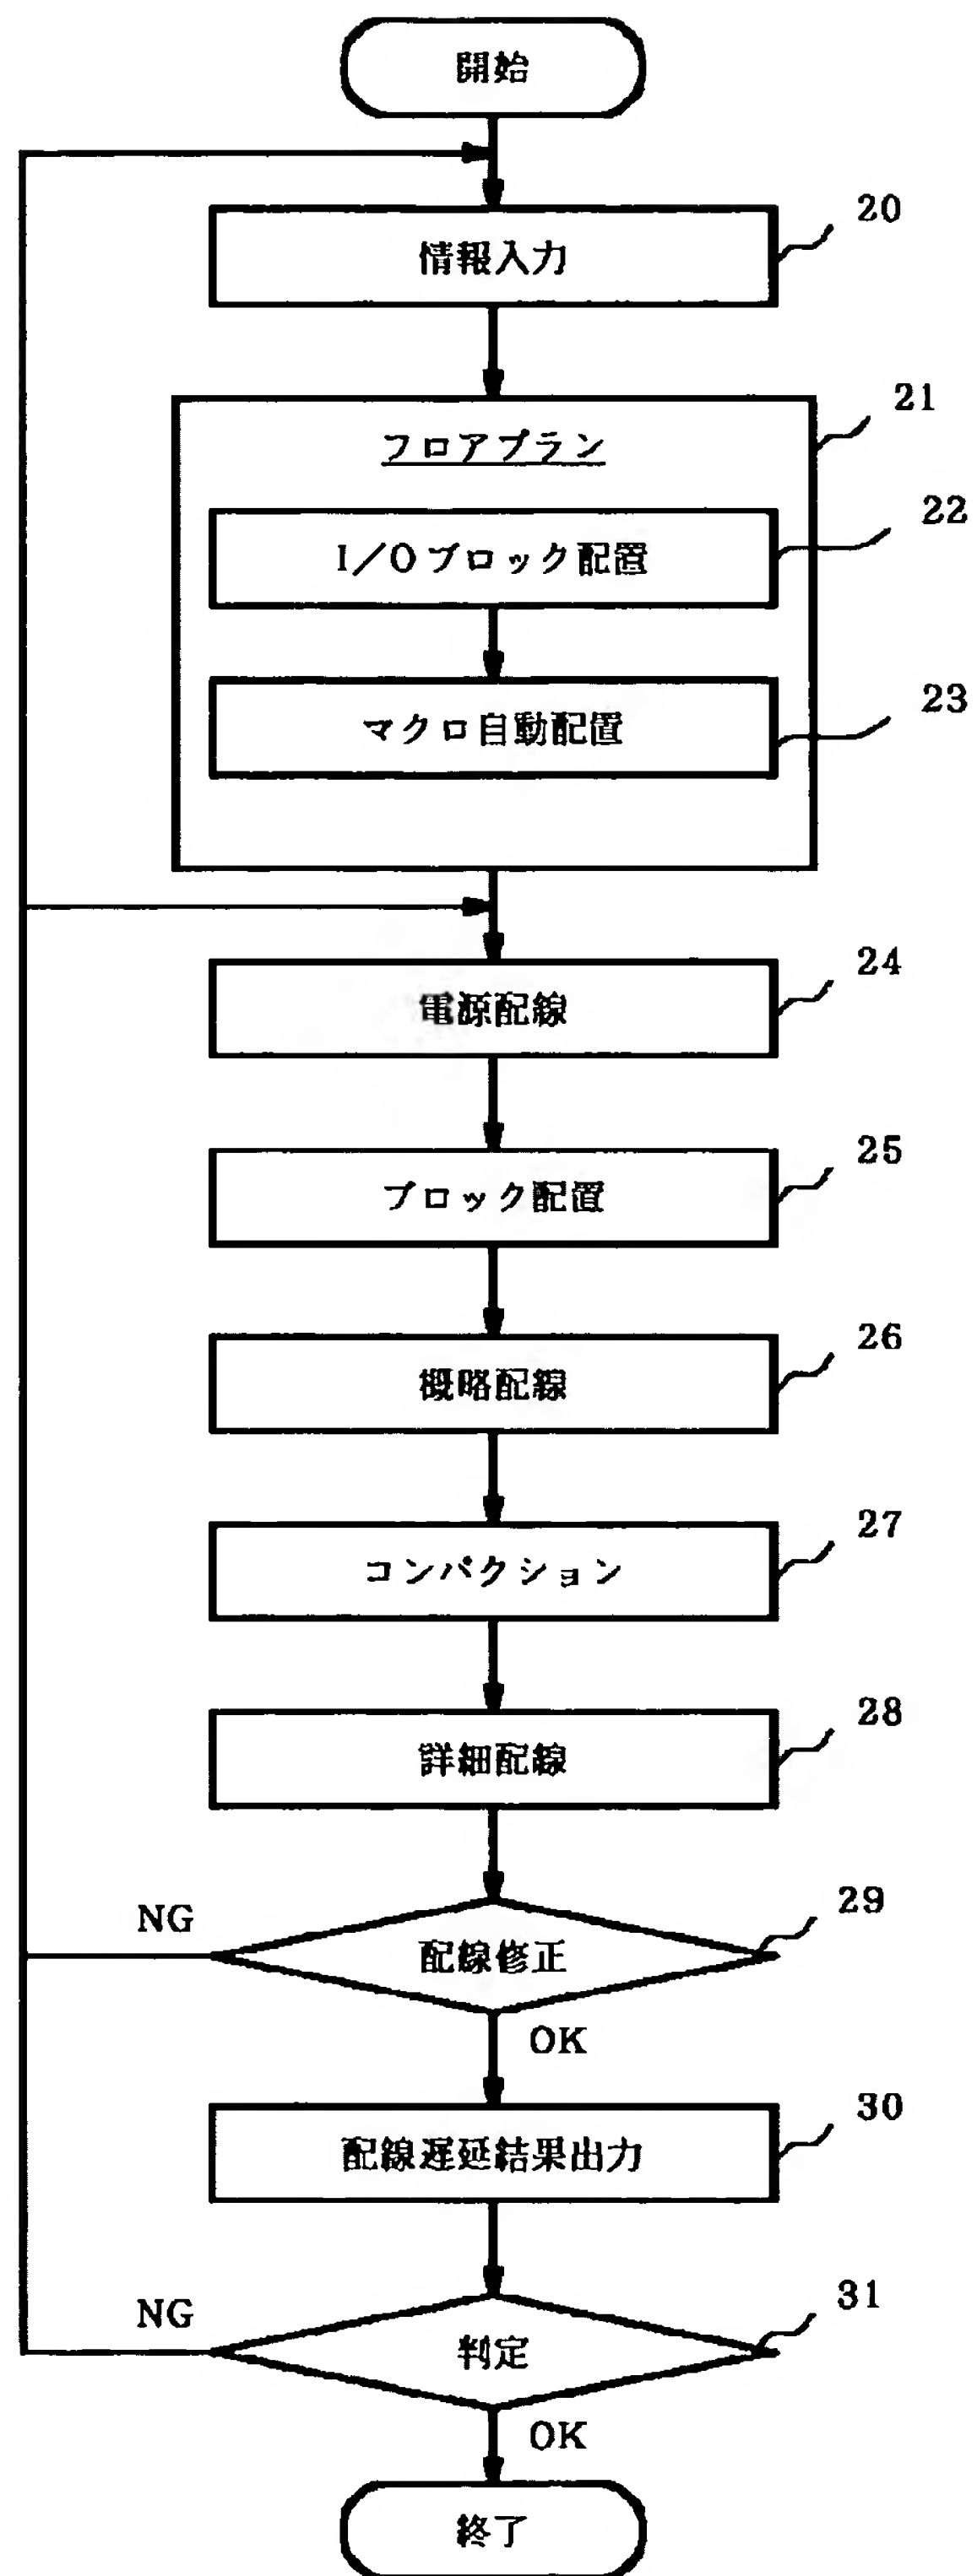 開始
20
情報入力
21
フロアプラン
22
I/Oブロック配置
23
マクロ自動配置
24
電源配線
25
ブロック配置
26
概略配線
27
コンパクション
28
詳細配線
29
NG
配線修正
OK
30
配線遅延結果出力
31
NG
判定
OK
終了